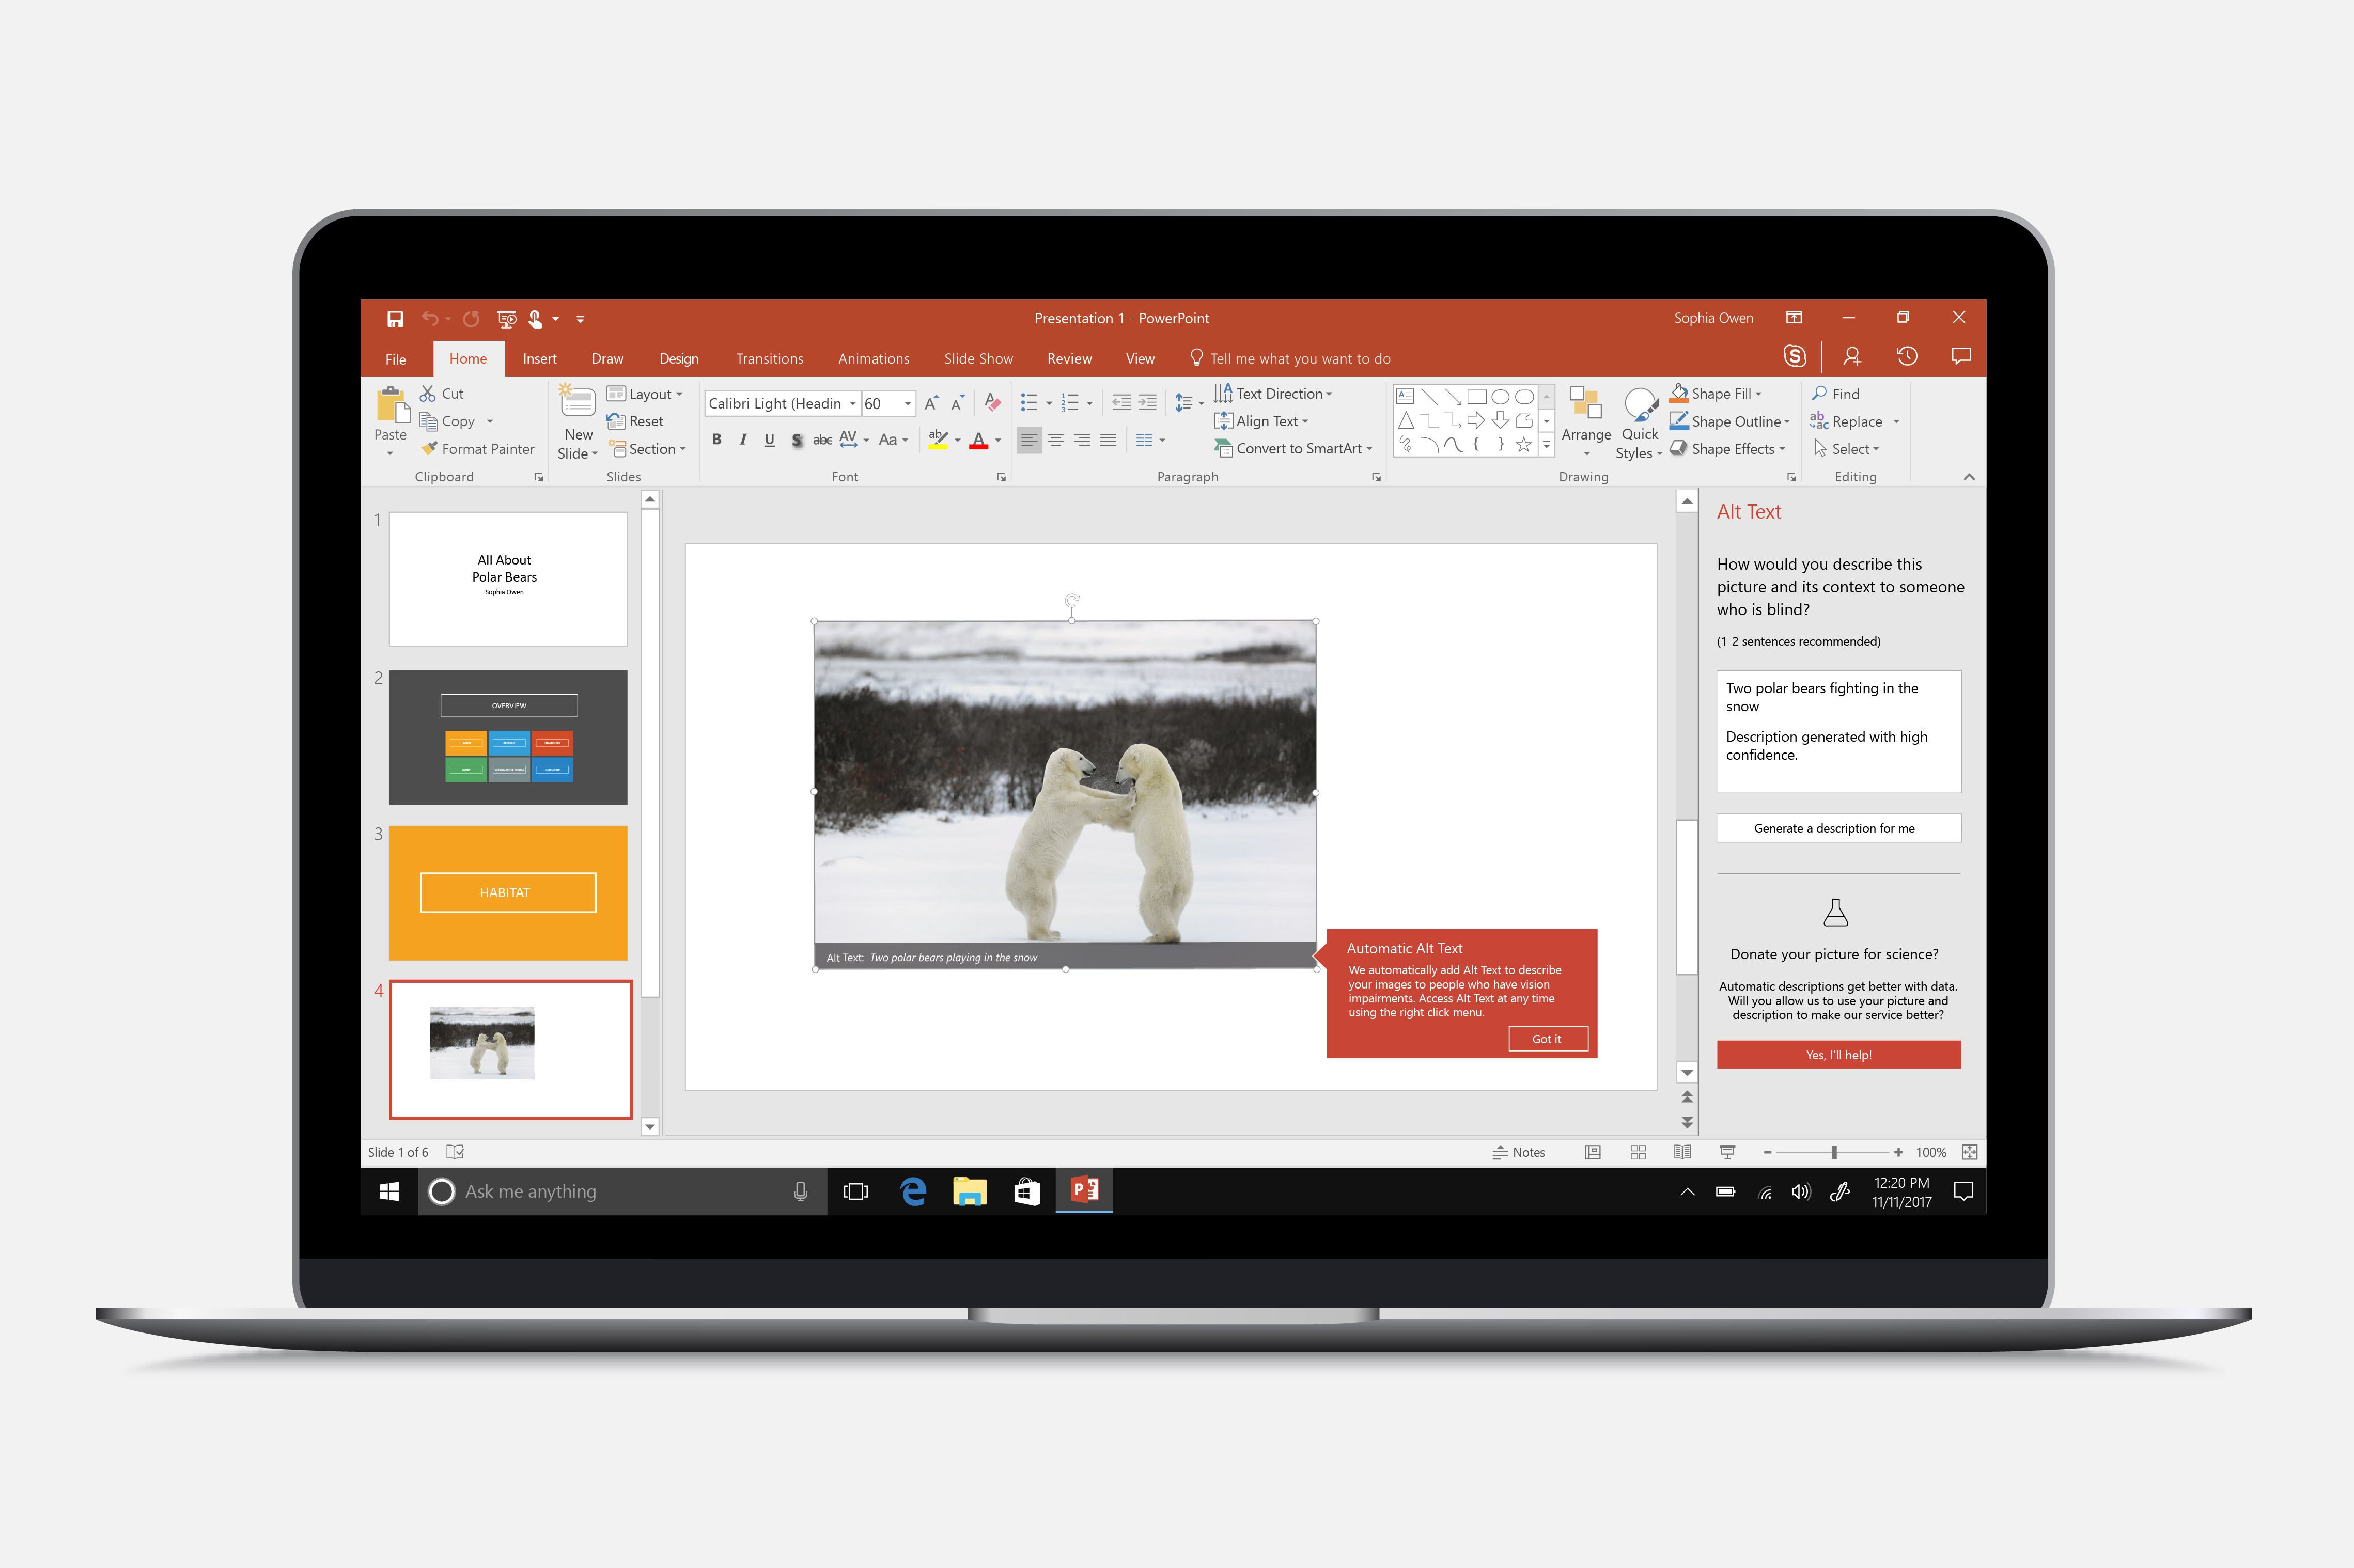 Presentation 1 - PowerPoint
Sophia Owen
File Home Insert Draw Design Transitions Animations Slide Show Review View Tell me what you want to do
Paste
Cut
Copy
Format Painter
Clipboard
New
Slide
Layout
Reset
Section
Slides
Calibri Light (Headin 60
B I U S abc AV Aa
Font
Text Direction
Align Text
Convert to SmartArt
Paragraph
Arrange
Quick
Styles
Shape Fill
Shape Outline
Shape Effects
Drawing
Find
Replace
Select
Editing
1
All About
Polar Bears
Sophia Owen
2
OVERVIEW
3
HABITAT
4
Alt Text: Two polar bears playing in the snow
Automatic Alt Text
We automatically add Alt Text to describe
your images to people who have vision
impairments. Access Alt Text at any time
using the right click menu.
Got it
Alt Text
How would you describe this
picture and its context to someone
who is blind?
(1-2 sentences recommended)
Two polar bears fighting in the
snow
Description generated with high
confidence.
Generate a description for me
Donate your picture for science?
Automatic descriptions get better with data.
Will you allow us to use your picture and
description to make our service better?
Yes, I'll help!
Slide 1 of 6
Notes
100%
Ask me anything
12:20 PM
11/11/2017